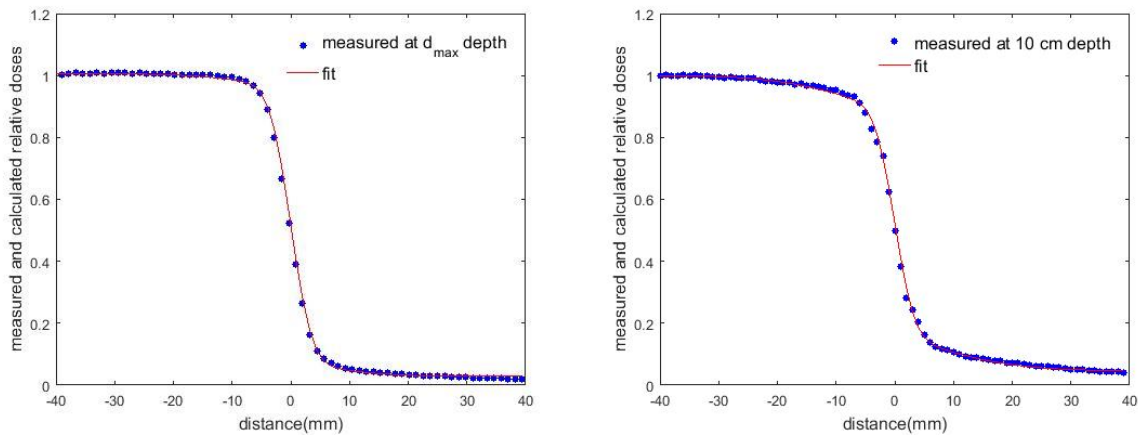 1.2
1
0.8
0.6
0.4
0.2
0
measured and calculated relative doses
measured at dmax depth
fit
-40 -30 -20 -10 0 10 20 30 40
distance(mm)
1.2
1
0.8
0.6
0.4
0.2
0
measured and calculated relative doses
measured at 10 cm depth
fit
-40 -30 -20 -10 0 10 20 30 40
distance(mm)